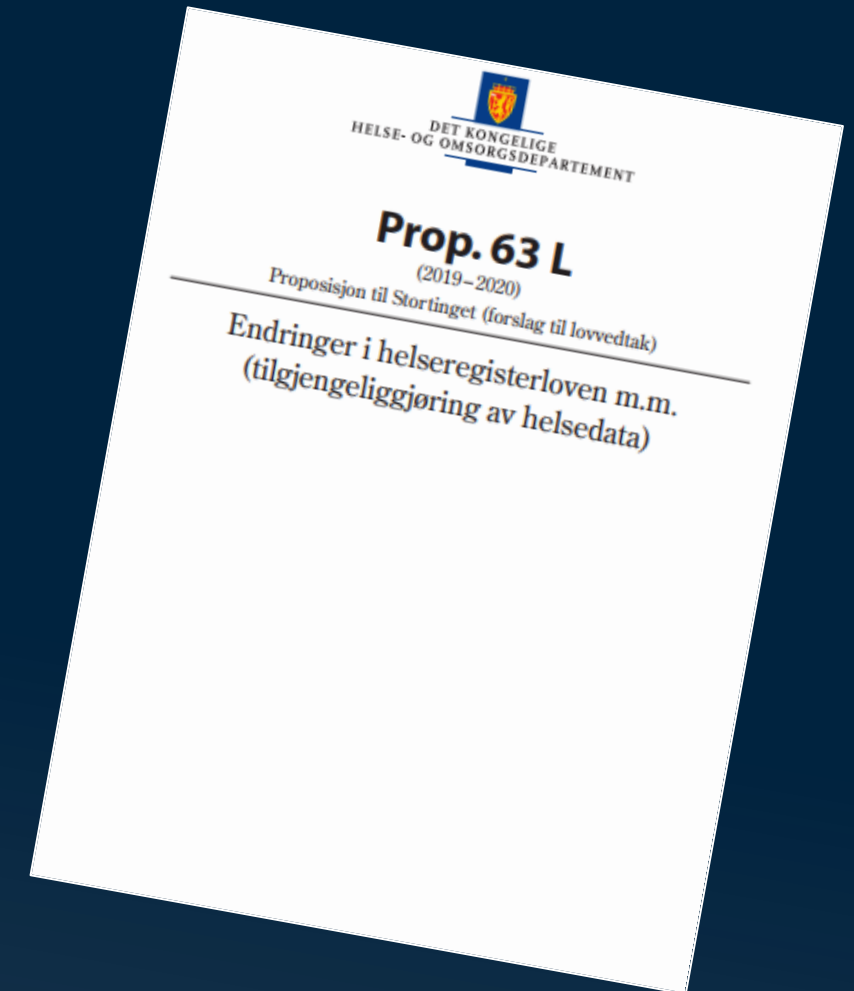 DET KONGELIGE
HELSE- OG OMSORGSDEPARTEMENT
Prop. 63 L
(2019–2020)
Proposisjon til Stortinget (forslag til lovvedtak)
Endringer i helseregisterloven m.m.
(tilgjengeliggjøring av helsedata)